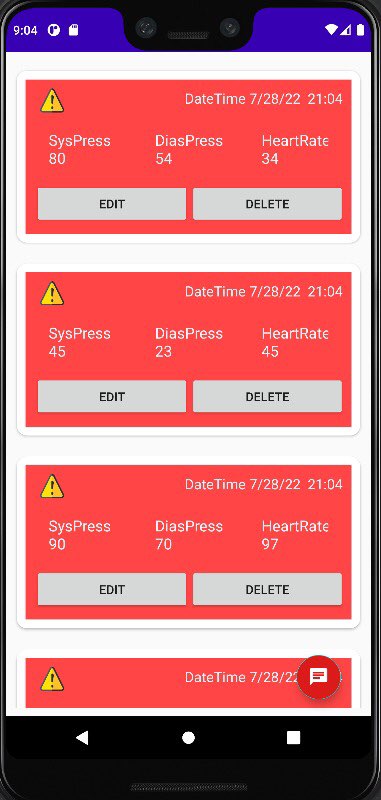 9:04
DateTime 7/28/22 21:04
SysPress DiasPress HeartRate
80 54 34
EDIT DELETE
DateTime 7/28/22 21:04
SysPress DiasPress HeartRate
45 23 45
EDIT DELETE
DateTime 7/28/22 21:04
SysPress DiasPress HeartRate
90 70 97
EDIT DELETE
DateTime 7/28/22